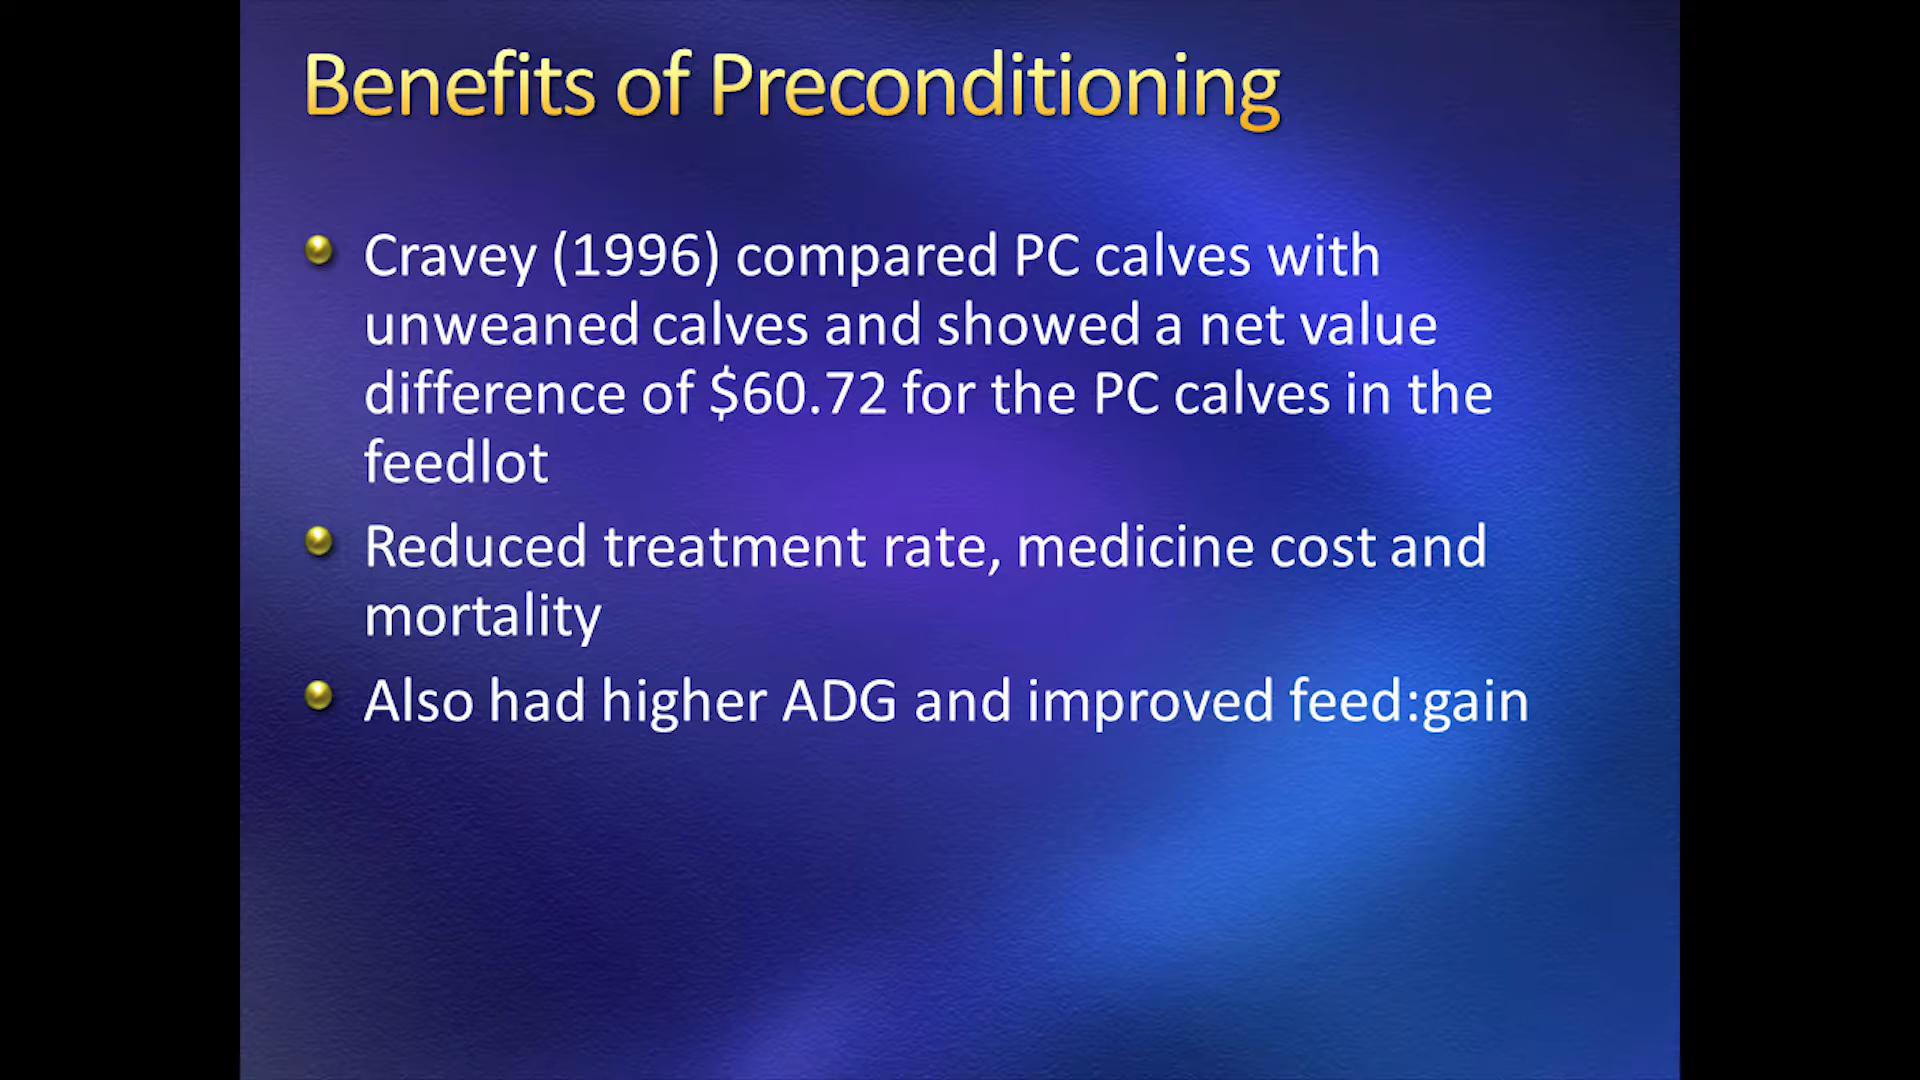 Benefits of Preconditioning
Cravey (1996) compared PC calves with
unweaned calves and showed a net value
difference of $60.72 for the PC calves in the
feedlot
Reduced treatment rate, medicine cost and
mortality
Also had higher ADG and improved feed:gain